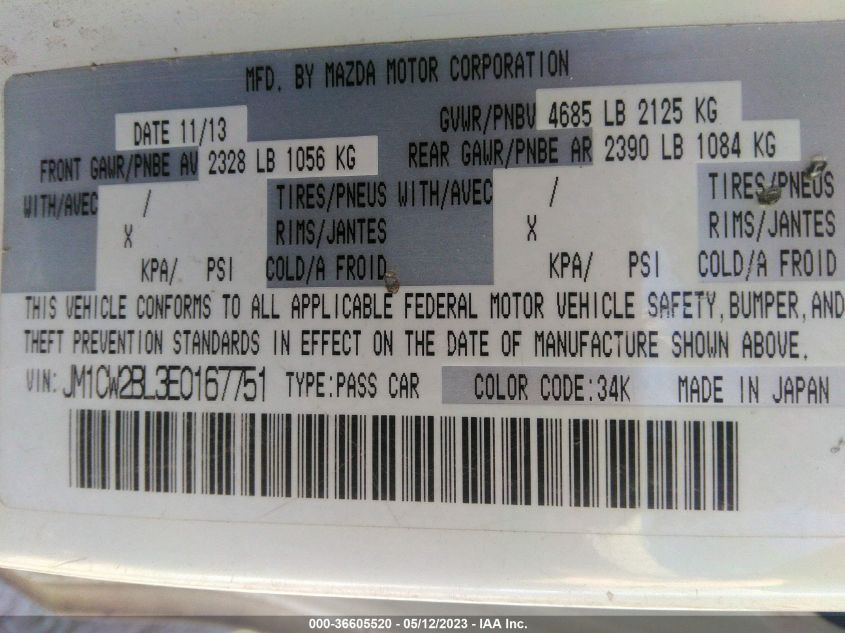 MFD. BY MAZDA MOTOR CORPORATION
DATE 11/13 GVWR/PNBV 4685 LB 2125 KG
FRONT GAWR/PNBE AV 2328 LB 1056 KG REAR GAWR/PNBE AR 2390 LB 1084 KG
WITH/AVEC / TIRES/PNEUS WITH/AVEC / TIRES/PNEUS
X RIMS/JANTES X RIMS/JANTES
KPA/ PSI COLD/A FROID KPA/ PSI COLD/A FROID
THIS VEHICLE CONFORMS TO ALL APPLICABLE FEDERAL MOTOR VEHICLE SAFETY, BUMPER, AND
THEFT PREVENTION STANDARDS IN EFFECT ON THE DATE OF MANUFACTURE SHOWN ABOVE.
VIN: JM1CW2BL3E0167751 TYPE:PASS CAR COLOR CODE:34K MADE IN JAPAN
000-36605520 - 05/12/2023 - IAA Inc.